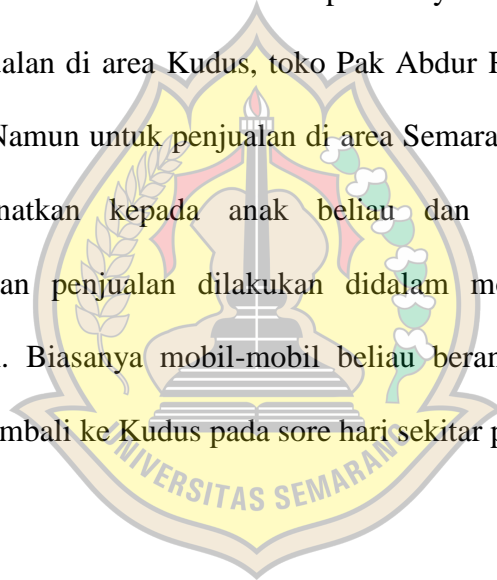 alan di area Kudus, toko Pak Abdur
Namun untuk penjualan di area Semara
natkan kepada anak beliau dan
an penjualan dilakukan didalam mo
. Biasanya mobil-mobil beliau beran
mbali ke Kudus pada sore hari sekitar p
UNIVERSITAS SEMARANG